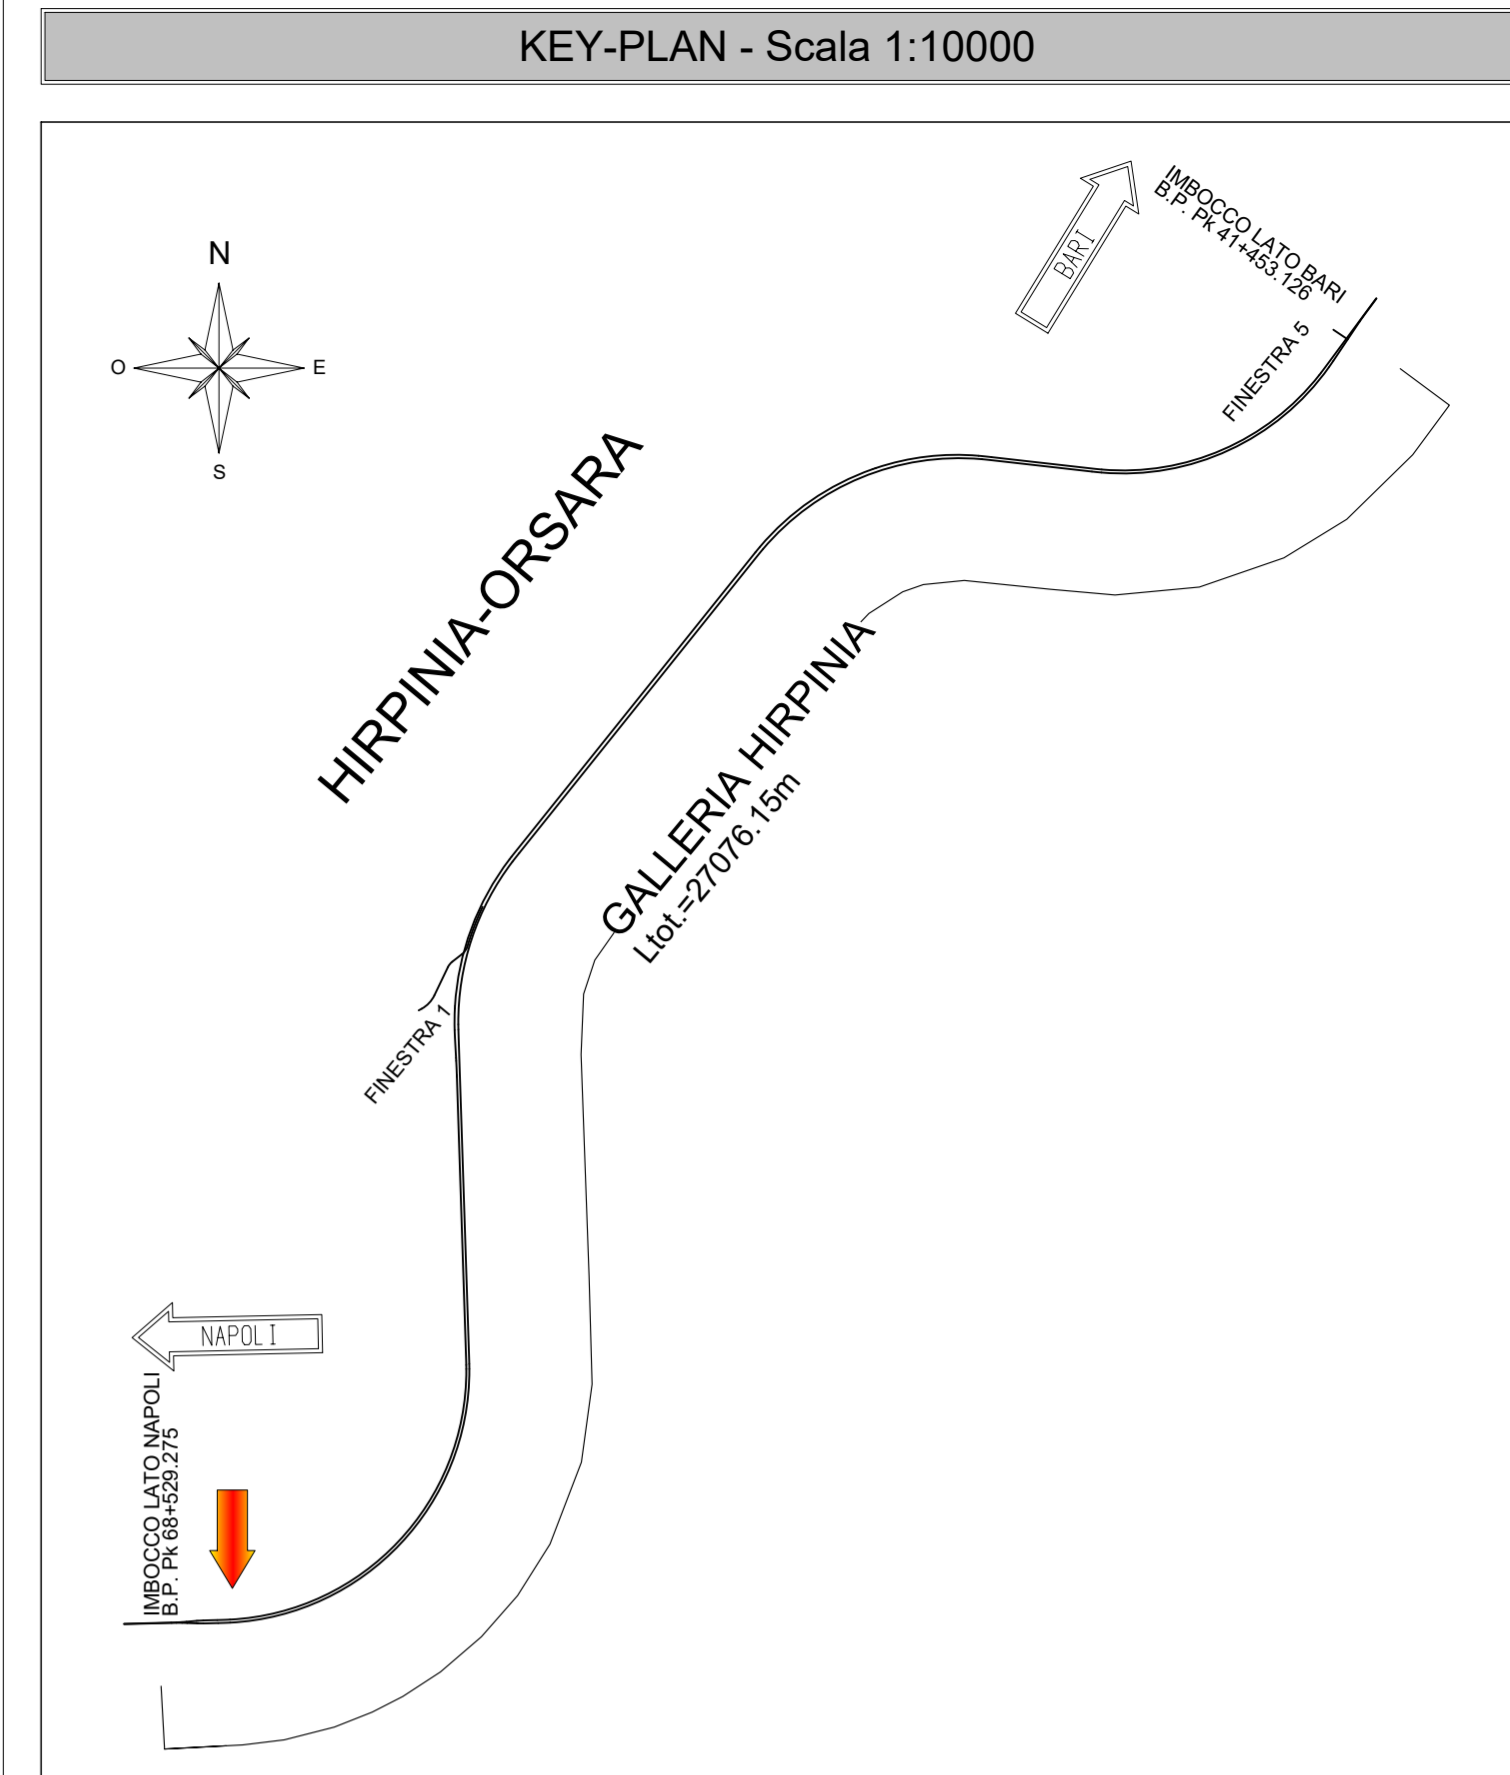 KEY-PLAN - Scala 1:10000
IMBOCCO LATO BARI
B.P. Pk 41+453.126
BARI
N
O
E
S
FINESTRA 5
HIRPINIA-ORSARA
GALLERIA HIRPINIA
Ltot.=27076.15m
FINESTRA 1
NAPOLI
IMBOCCO LATO NAPOLI
B.P. Pk 68+529.275